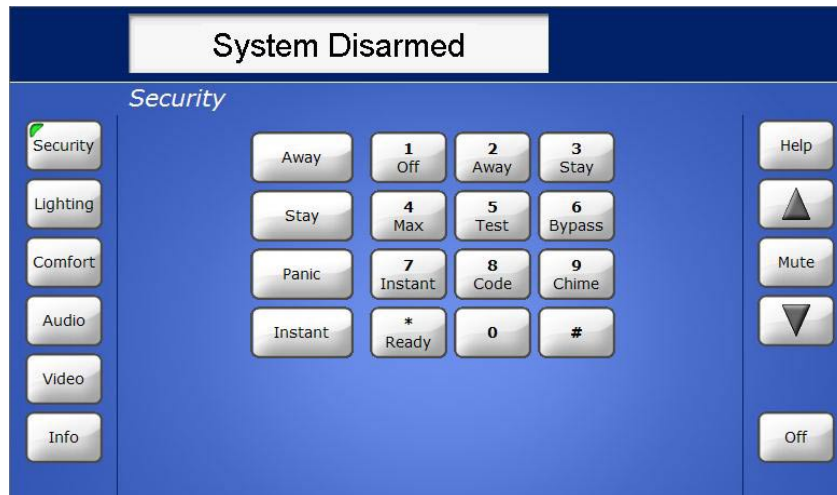 System Disarmed
Security
Security
Lighting
Comfort
Audio
Video
Info
Away
Stay
Panic
Instant
1
Off
2
Away
3
Stay
4
Max
5
Test
6
Bypass
7
Instant
8
Code
9
Chime
*
Ready
0
#
Help
Mute
Off